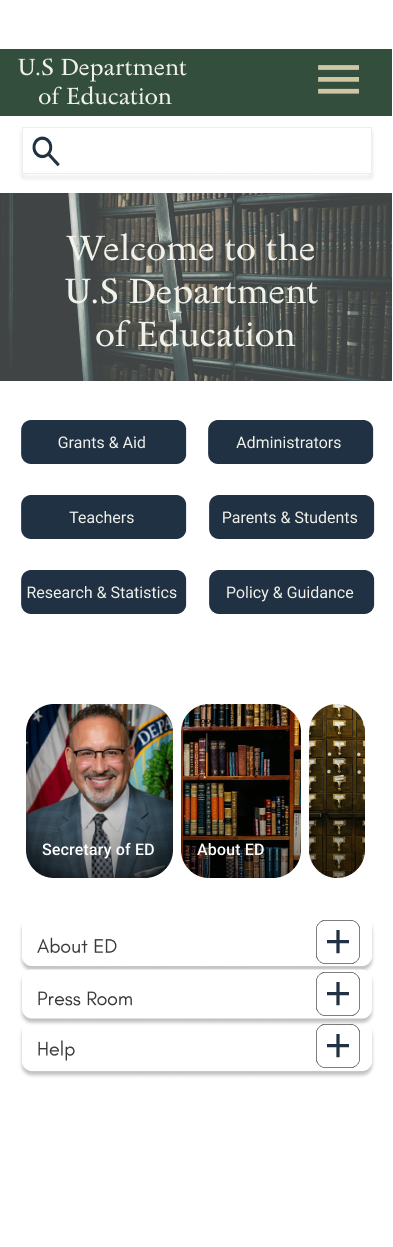 U.S Department
of Education
Welcome to the
U.S Department
of Education
Grants & Aid
Administrators
Teachers
Parents & Students
Research & Statistics
Policy & Guidance
DEPA
Secretary of ED
About ED
About ED
Press Room
Help